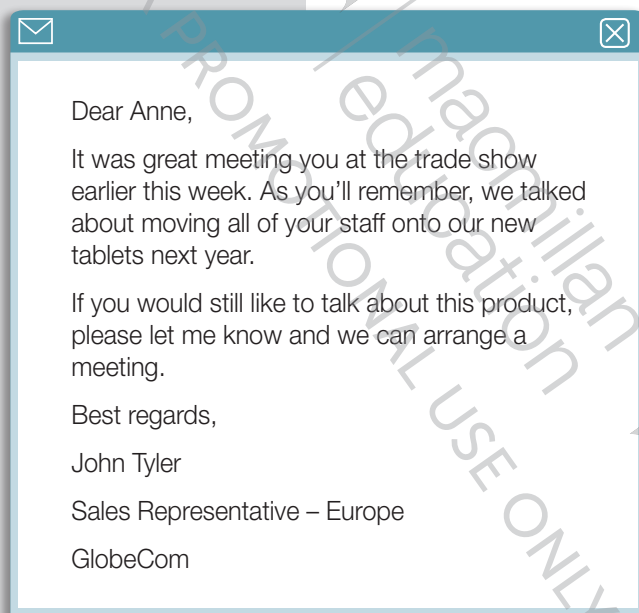 Dear Anne,
It was great meeting you at the trade show
earlier this week. As you’ll remember, we talked
about moving all of your staff onto our new
tablets next year.
If you would still like to talk about this product,
please let me know and we can arrange a
meeting.
Best regards,
John Tyler
Sales Representative – Europe
GlobeCom
macmillan
education
PROMOTIONAL USE ONLY